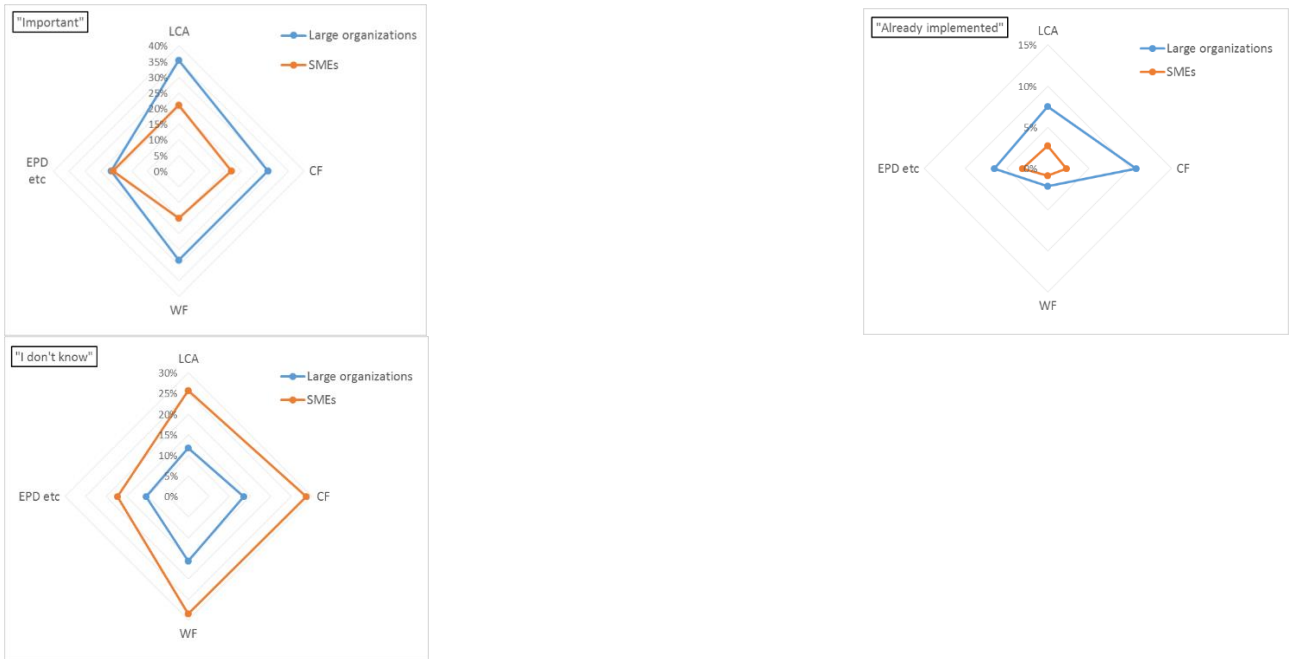 "Important"
LCA
Large organizations
SMEs
40%
35%
30%
25%
20%
15%
10%
5%
0%
EPD
etc
CF
WF
"Already implemented"
LCA
Large organizations
SMEs
15%
10%
5%
0%
EPD etc
CF
WF
"I don't know"
LCA
Large organizations
SMEs
30%
25%
20%
15%
10%
5%
0%
EPD etc
CF
WF